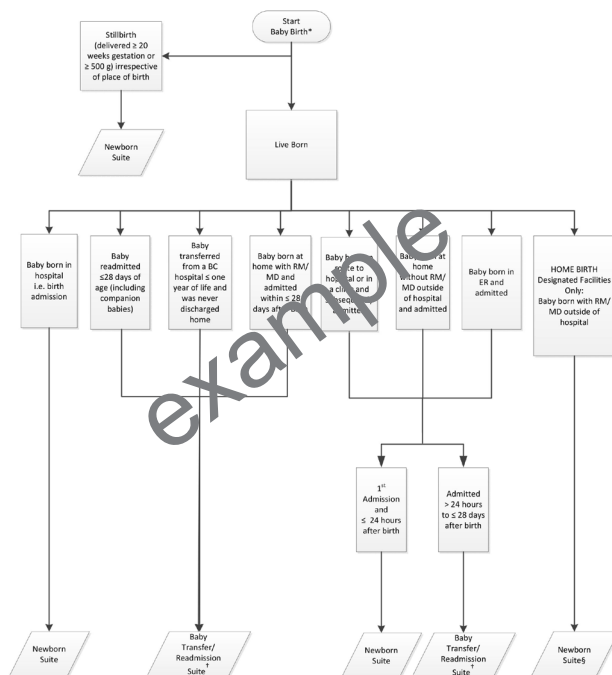 Start
Baby Birth*
Stillbirth
(delivered ≥ 20
weeks gestation or
≥ 500 g) irrespective
of place of birth
Newborn
Suite
Live Born
Baby born in
hospital
i.e. birth
admission
Baby
readmitted
≤28 days of
age (including
companion
babies)
Baby
transferred
from a BC
hospital ≤ one
year of life and
was never
discharged
home
Baby born at
home with RM/
MD and
admitted
within ≤ 28
days after
Baby
route to
hospital or in
a
admitted
at
home
without RM/
MD outside
of hospital
and admitted
Baby born in
ER and
admitted
HOME BIRTH
Designated Facilities
Only:
Baby born with RM/
MD outside of
hospital
example
1st
Admission
and
≤ 24 hours
after birth
Admitted
> 24 hours
to ≤ 28 days
after birth
Newborn
Suite
Baby
Transfer/
Readmission
Suite†
Newborn
Suite
Baby
Transfer/
Readmission
Suite†
Newborn
Suite§